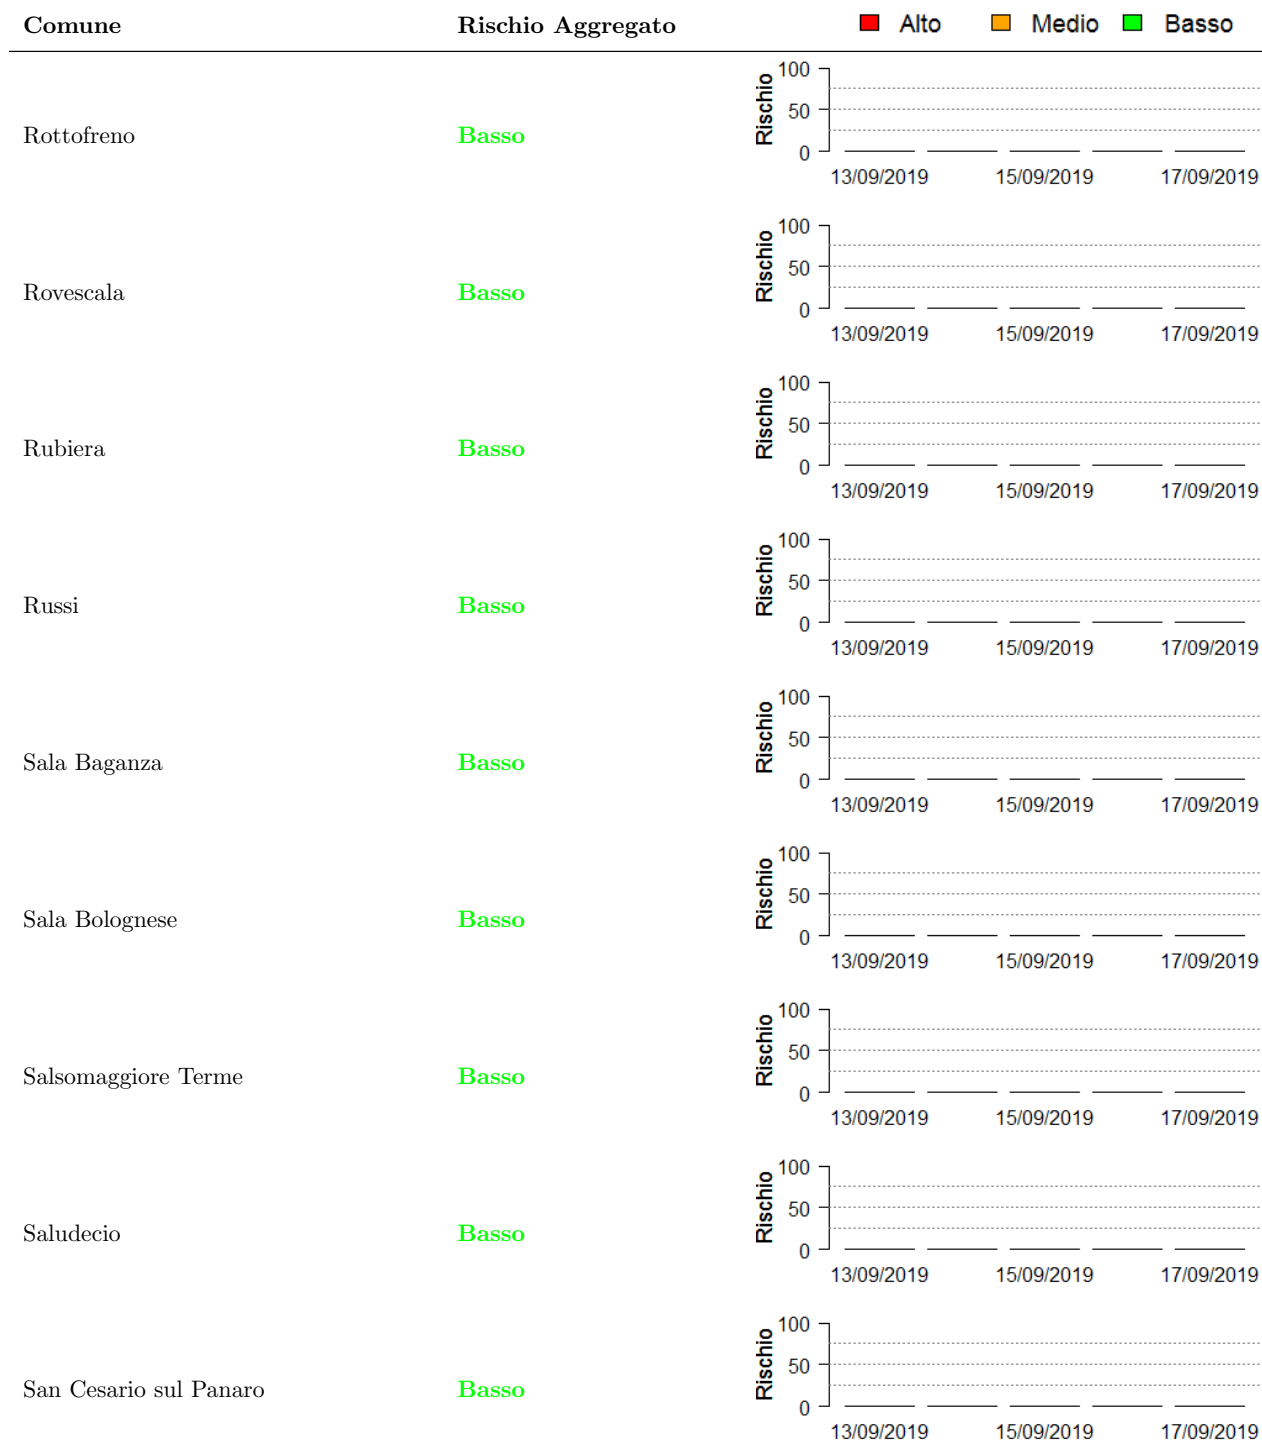 Comune Rischio Aggregato Alto Medio Basso
100
50
0
Rischio
Rottofreno Basso
13/09/2019 15/09/2019 17/09/2019
100
50
0
Rischio
Rovescala Basso
13/09/2019 15/09/2019 17/09/2019
100
50
0
Rischio
Rubiera Basso
13/09/2019 15/09/2019 17/09/2019
100
50
0
Rischio
Russi Basso
13/09/2019 15/09/2019 17/09/2019
100
50
0
Rischio
Sala Baganza Basso
13/09/2019 15/09/2019 17/09/2019
100
50
0
Rischio
Sala Bolognese Basso
13/09/2019 15/09/2019 17/09/2019
100
50
0
Rischio
Salsomaggiore Terme Basso
13/09/2019 15/09/2019 17/09/2019
100
50
0
Rischio
Saludecio Basso
13/09/2019 15/09/2019 17/09/2019
100
50
0
Rischio
San Cesario sul Panaro Basso
13/09/2019 15/09/2019 17/09/2019